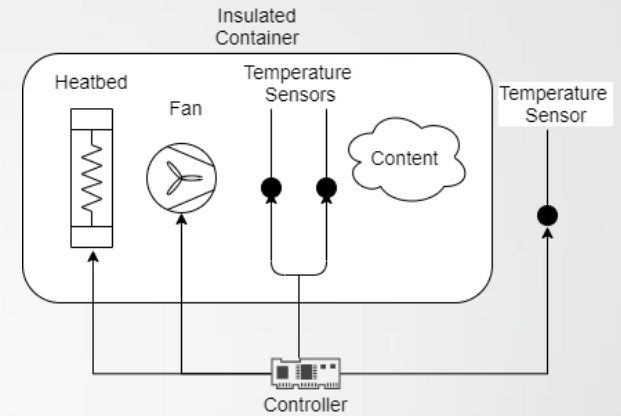 Insulated
Container
Heatbed
Fan
Temperature
Sensors
Content
Temperature
Sensor
Controller